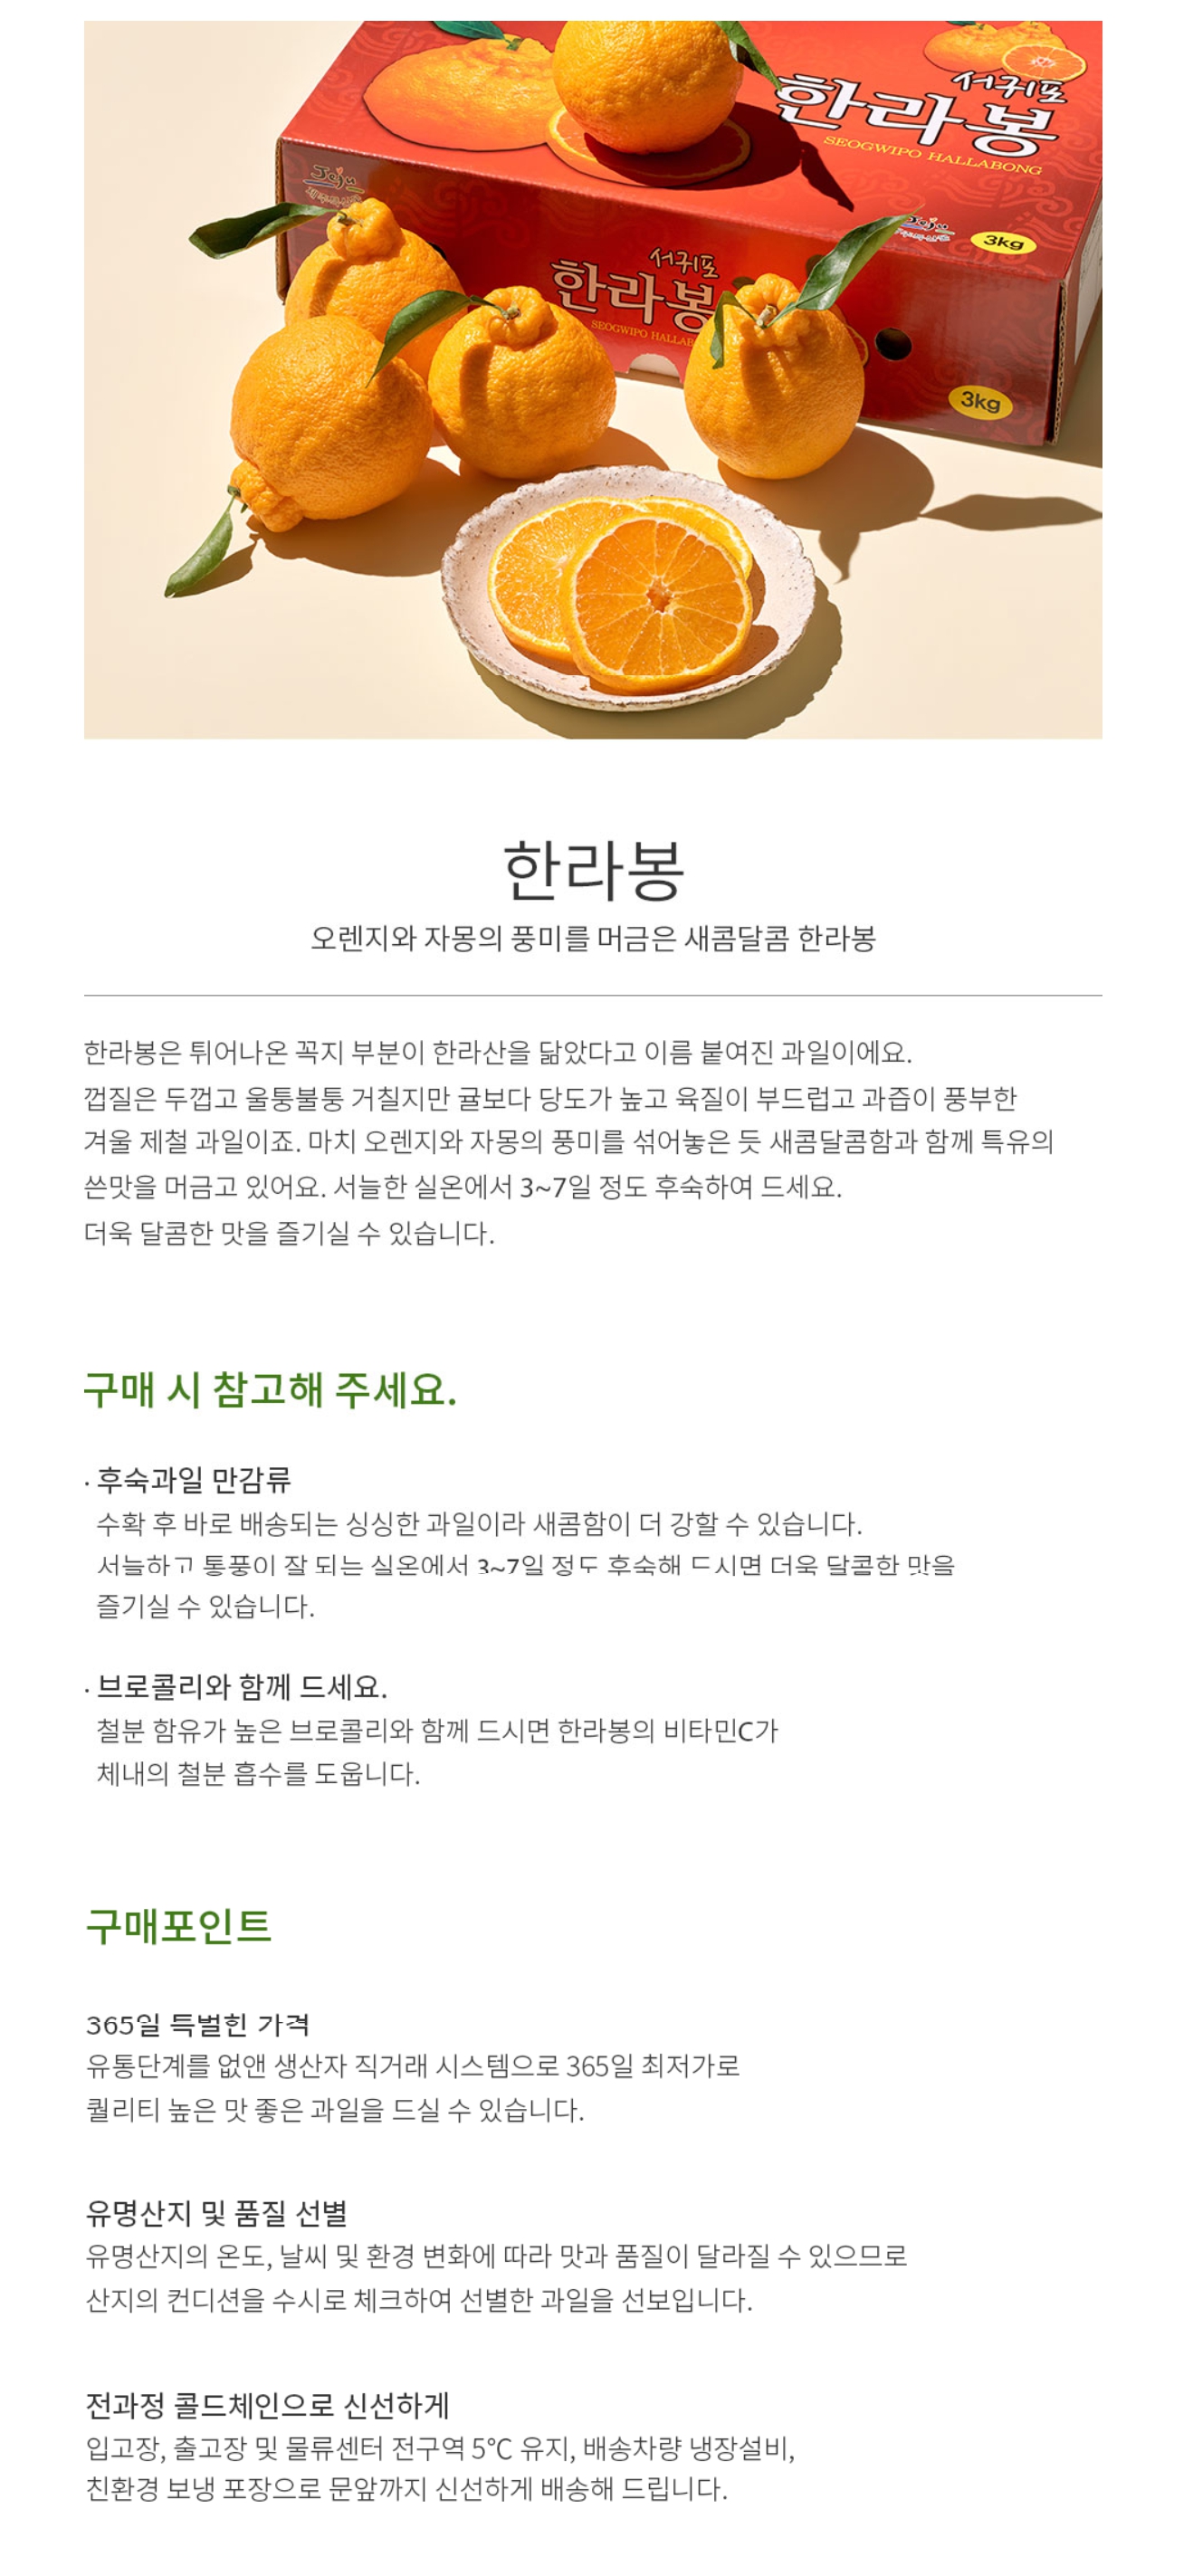 서귀포
한라봉
SEOGWIPO HALLABONG
Jeju
Jeju
3kg
서귀포
한라봉
SEOGWIPO HALLAB
3kg
한라봉
오렌지와 자몽의 풍미를 머금은 새콤달콤 한라봉
한라봉은 튀어나온 꼭지 부분이 한라산을 닮았다고 이름 붙여진 과일이에요.
껍질은 두껍고 울퉁불퉁 거칠지만 귤보다 당도가 높고 육질이 부드럽고 과즙이 풍부한
겨울 제철 과일이죠. 마치 오렌지와 자몽의 풍미를 섞어놓은 듯 새콤달콤함과 함께 특유의
쓴맛을 머금고 있어요. 서늘한 실온에서 3~7일 정도 후숙하여 드세요.
더욱 달콤한 맛을 즐기실 수 있습니다.
구매 시 참고해 주세요.
· 후숙과일 만감류
수확 후 바로 배송되는 싱싱한 과일이라 새콤함이 더 강할 수 있습니다.
서늘하고 통풍이 잘 되는 실온에서 3~7일 정도 후숙해 드시면 더욱 달콤한 맛을
즐기실 수 있습니다.
· 브로콜리와 함께 드세요.
철분 함유가 높은 브로콜리와 함께 드시면 한라봉의 비타민C가
체내의 철분 흡수를 도웁니다.
구매포인트
365일 특별한 가격
유통단계를 없앤 생산자 직거래 시스템으로 365일 최저가로
퀄리티 높은 맛 좋은 과일을 드실 수 있습니다.
유명산지 및 품질 선별
유명산지의 온도, 날씨 및 환경 변화에 따라 맛과 품질이 달라질 수 있으므로
산지의 컨디션을 수시로 체크하여 선별한 과일을 선보입니다.
전과정 콜드체인으로 신선하게
입고장, 출고장 및 물류센터 전구역 5℃ 유지, 배송차량 냉장설비,
친환경 보냉 포장으로 문앞까지 신선하게 배송해 드립니다.